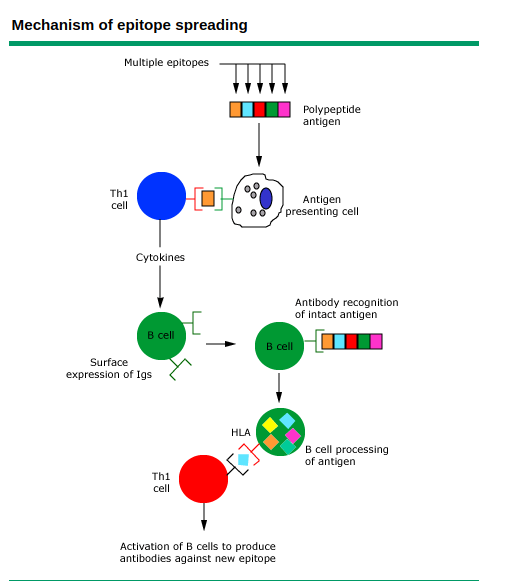 Mechanism of epitope spreading
Multiple epitopes
Polypeptide
antigen
Th1
cell
Antigen
presenting cell
Cytokines
B cell
Surface
expression of Igs
Antibody recognition
of intact antigen
B cell
HLA
B cell processing
of antigen
Th1
cell
Activation of B cells to produce
antibodies against new epitope